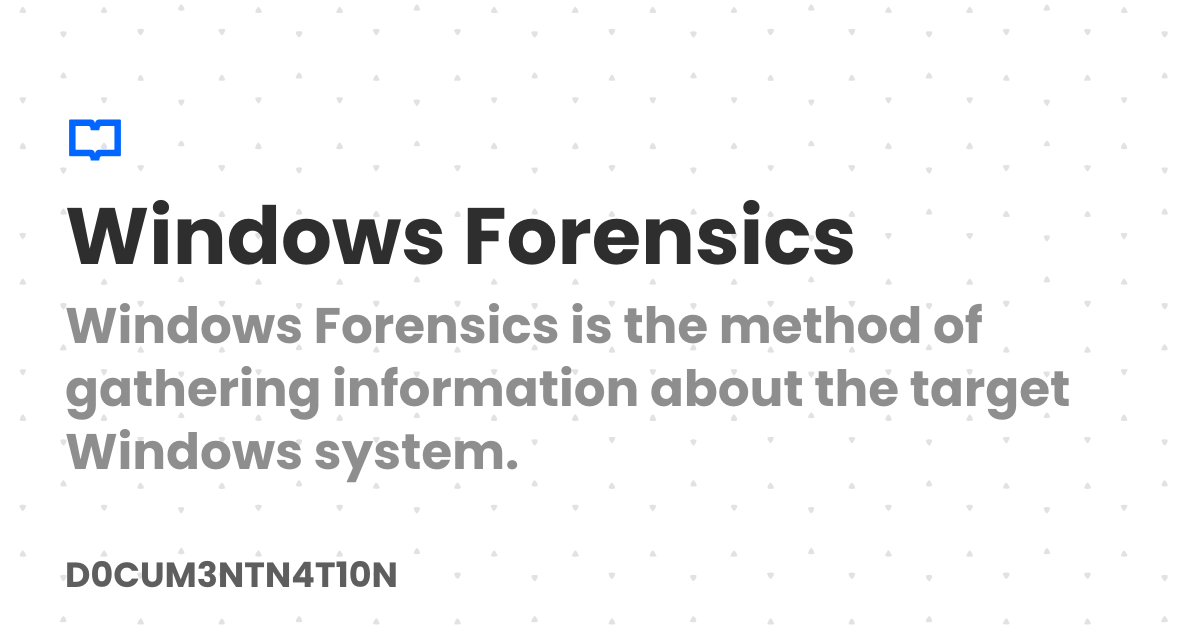 Windows Forensics
Windows Forensics is the method of
gathering information about the target
Windows system.
D0CUM3NTN4T10N